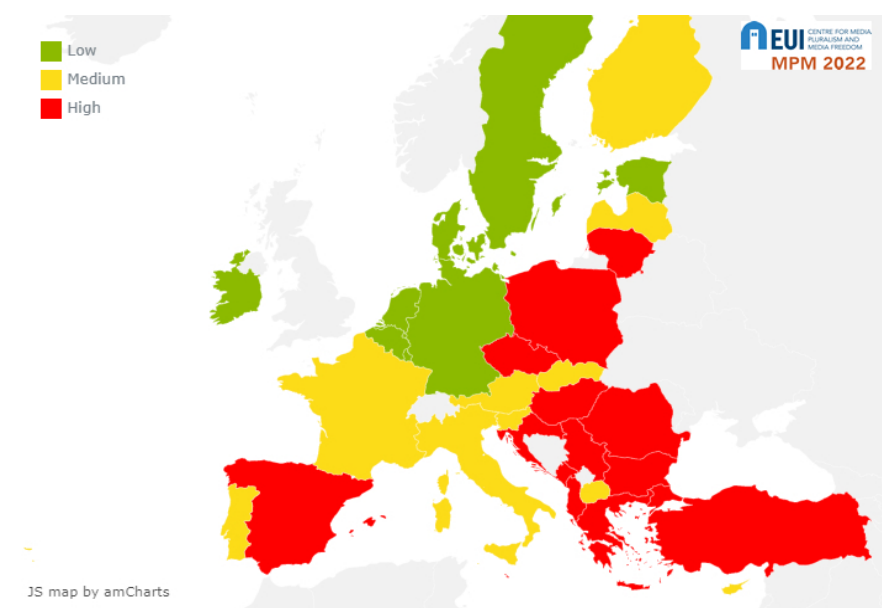 Low
Medium
High
EUI
CENTRE FOR MEDIA
PLURALISM AND
MEDIA FREEDOM
MPM 2022
JS map by amCharts